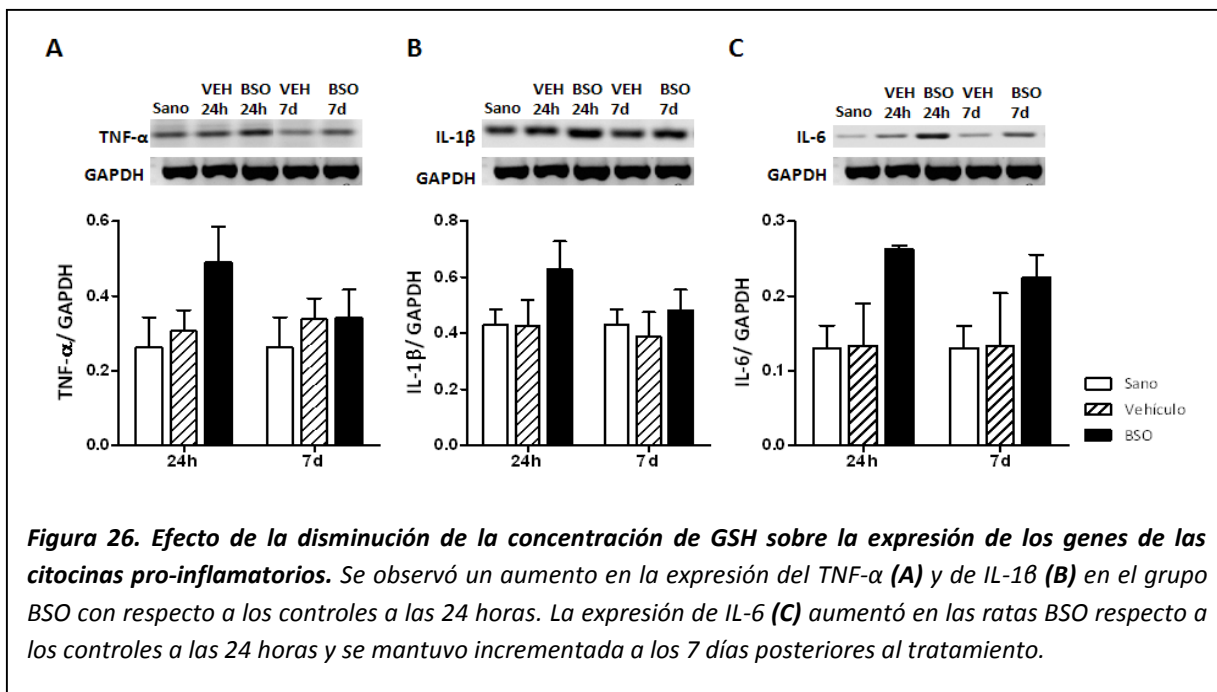 A
VEH BSO VEH BSO
Sano 24h 24h 7d 7d
TNF-α
GAPDH
0.6
0.4
0.2
0.0
TNF-α/ GAPDH
24h 7d
B
VEH BSO VEH BSO
Sano 24h 24h 7d 7d
IL-1β
GAPDH
0.8
0.6
0.4
0.2
0.0
IL-1β/ GAPDH
24h 7d
C
VEH BSO VEH BSO
Sano 24h 24h 7d 7d
IL-6
GAPDH
0.3
0.2
0.1
0.0
IL-6/ GAPDH
24h 7d
Sano
Vehículo
BSO
Figura 26. Efecto de la disminución de la concentración de GSH sobre la expresión de los genes de las
citocinas pro-inflamatorios. Se observó un aumento en la expresión del TNF-α (A) y de IL-1β (B) en el grupo
BSO con respecto a los controles a las 24 horas. La expresión de IL-6 (C) aumentó en las ratas BSO respecto a
los controles a las 24 horas y se mantuvo incrementada a los 7 días posteriores al tratamiento.